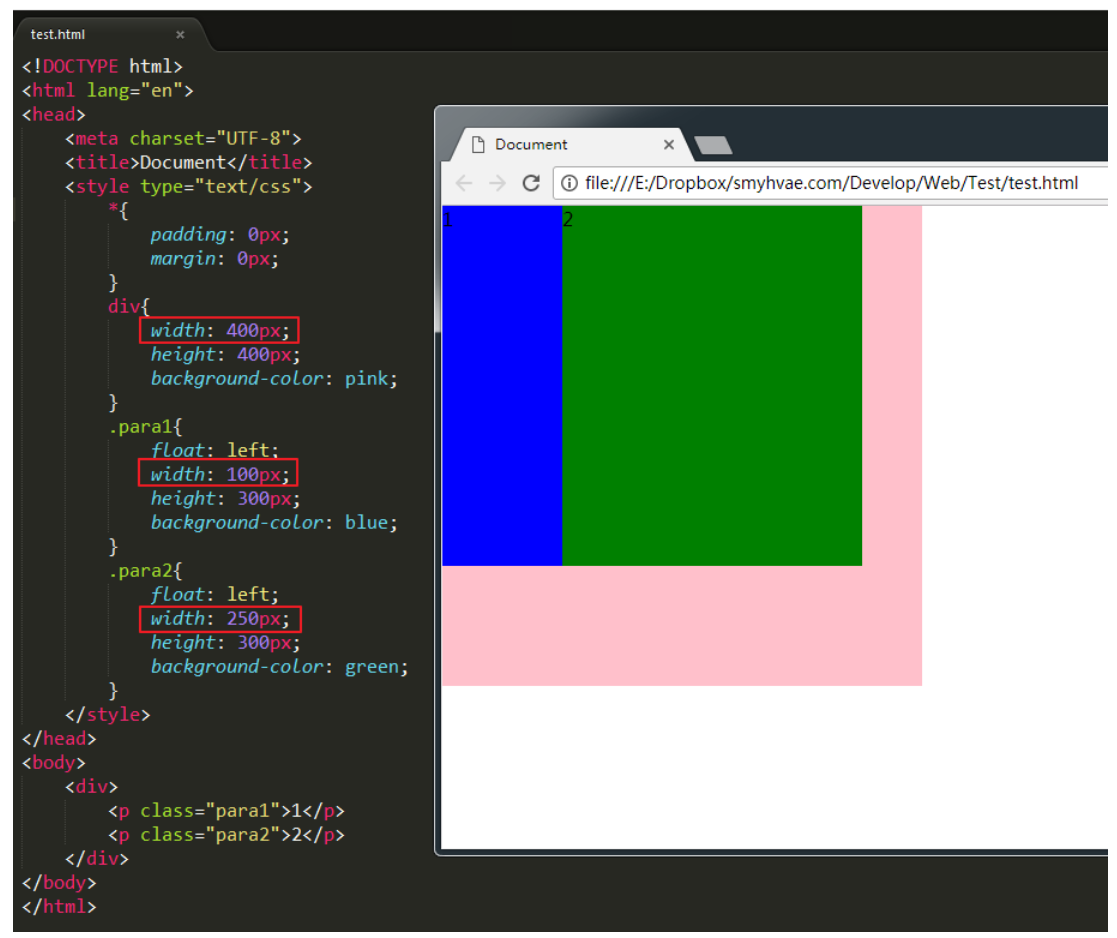 test.html ×
<!DOCTYPE html>
<html lang="en">
<head>
    <meta charset="UTF-8">
    <title>Document</title>
    <style type="text/css">
        *{
            padding: 0px;
            margin: 0px;
        }
        div{
            width: 400px;
            height: 400px;
            background-color: pink;
        }
        .para1{
            float: left;
            width: 100px;
            height: 300px;
            background-color: blue;
        }
        .para2{
            float: left;
            width: 250px;
            height: 300px;
            background-color: green;
        }
    </style>
</head>
<body>
    <div>
        <p class="para1">1</p>
        <p class="para2">2</p>
    </div>
</body>
</html>
Document ×
file:///E:/Dropbox/smyhvae.com/Develop/Web/Test/test.html
1 2